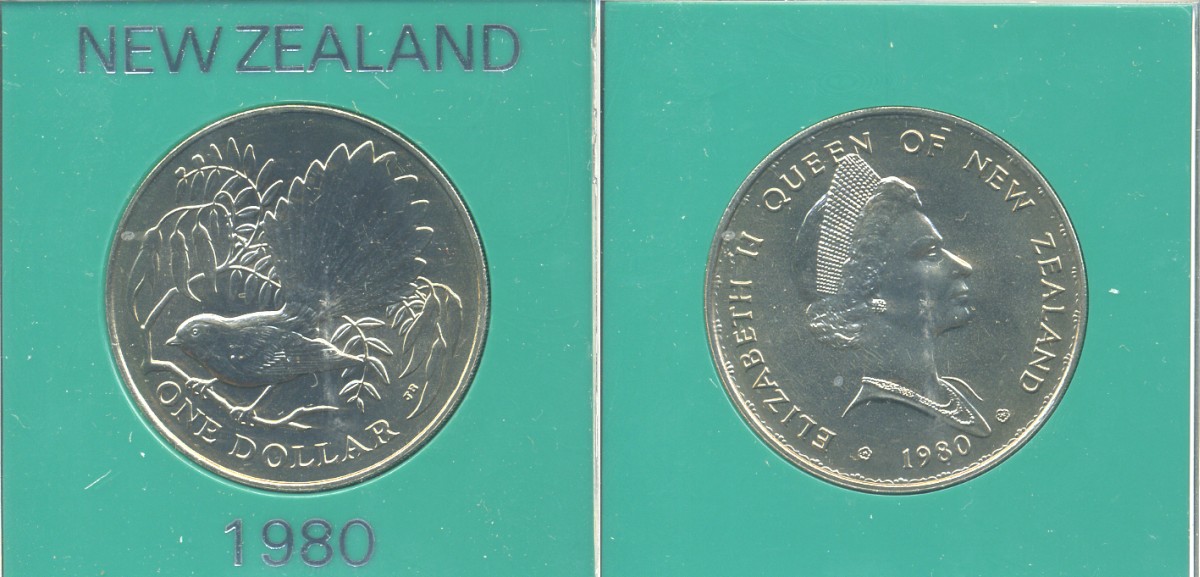 NEW ZEALAND
ONE DOLLAR
1980
ELIZABETH II QUEEN OF NEW ZEALAND
1980